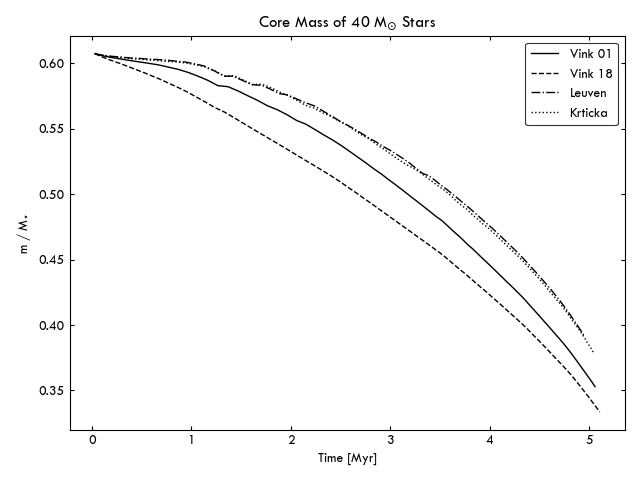 Core Mass of 40 M☉ Stars
Vink 01
Vink 18
Leuven
Krticka
m / M⋆
0.60
0.55
0.50
0.45
0.40
0.35
0 1 2 3 4 5
Time [Myr]